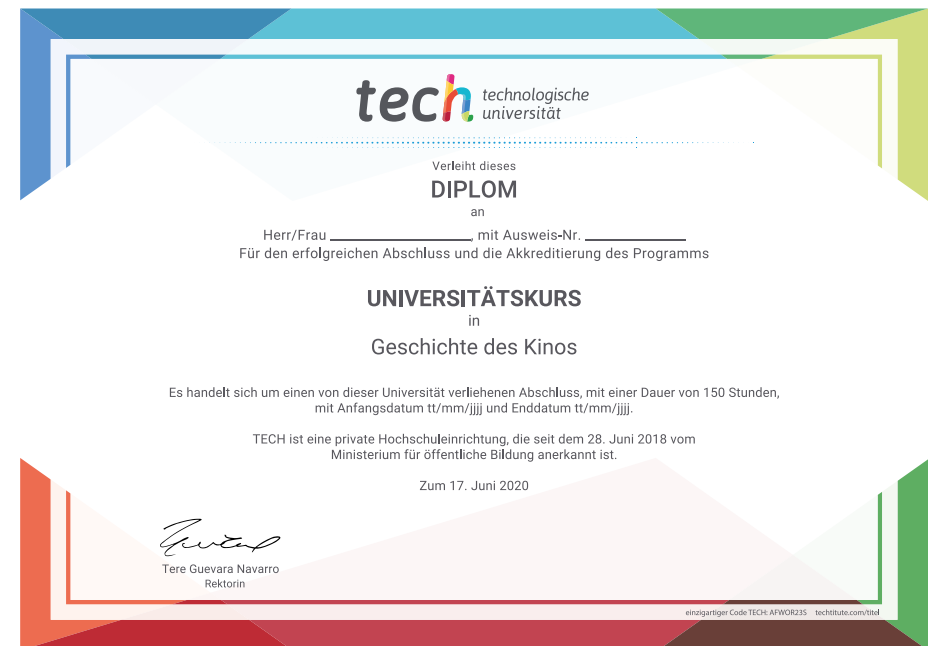 tech technologische
universität
Verleiht dieses
DIPLOM
an
Herr/Frau ____________, mit Ausweis-Nr. ____________
Für den erfolgreichen Abschluss und die Akkreditierung des Programms
UNIVERSITÄTSKURS
in
Geschichte des Kinos
Es handelt sich um einen von dieser Universität verliehenen Abschluss, mit einer Dauer von 150 Stunden,
mit Anfangsdatum tt/mm/jjjj und Enddatum tt/mm/jjjj.
TECH ist eine private Hochschuleinrichtung, die seit dem 28. Juni 2018 vom
Ministerium für öffentliche Bildung anerkannt ist.
Zum 17. Juni 2020
Tere Guevara Navarro
Rektorin
einzigartiger Code TECH: AFWOR23S techtitute.com/titel